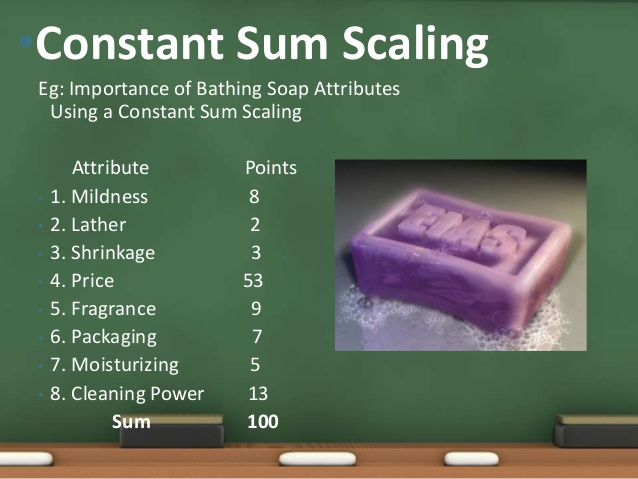 •Constant Sum Scaling
Eg: Importance of Bathing Soap Attributes
Using a Constant Sum Scaling
Attribute Points
• 1. Mildness 8
• 2. Lather 2
• 3. Shrinkage 3
• 4. Price 53
• 5. Fragrance 9
• 6. Packaging 7
• 7. Moisturizing 5
• 8. Cleaning Power 13
Sum 100
EMS